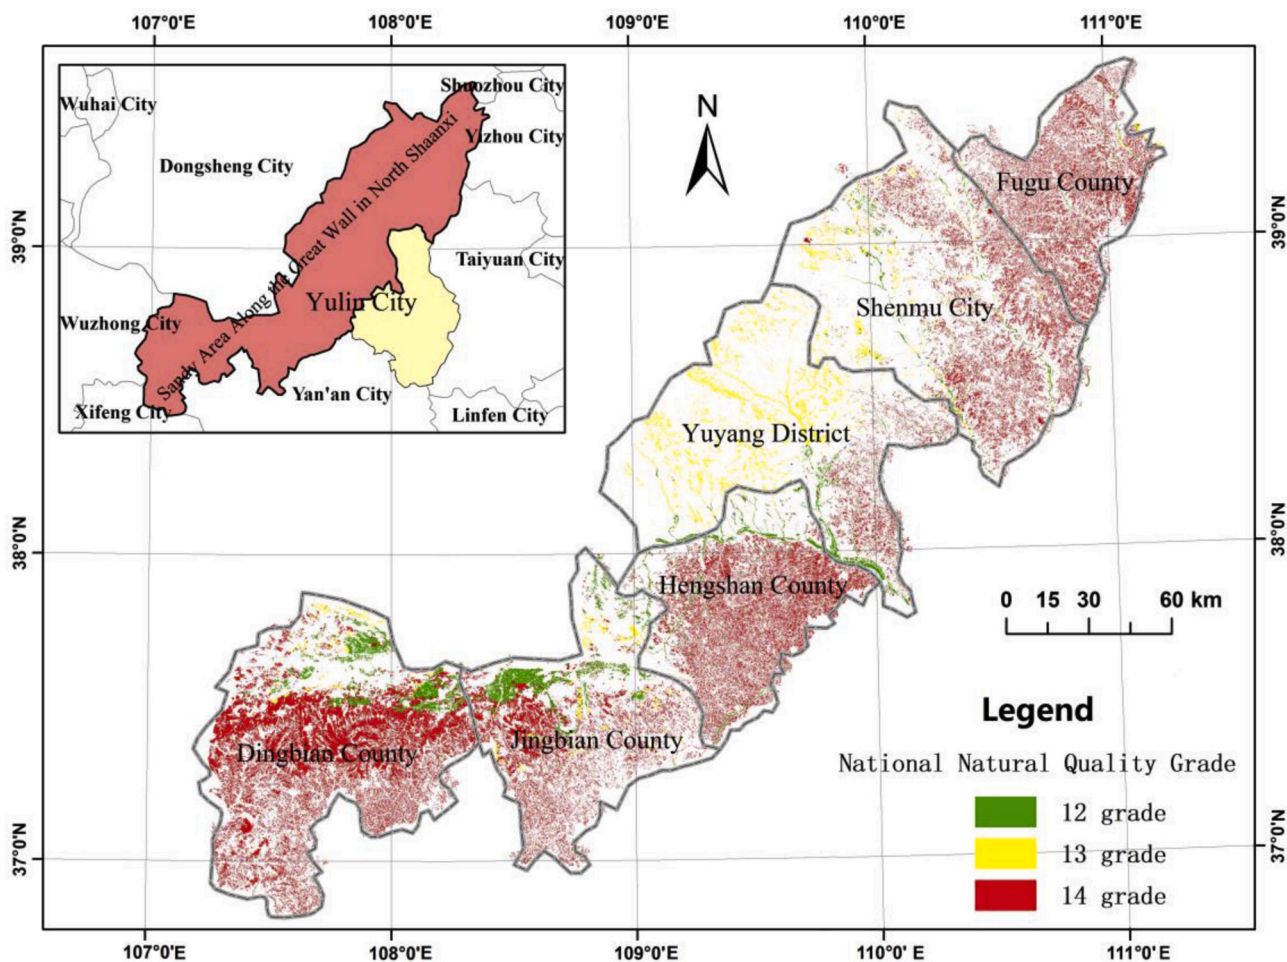 107°0'E 108°0'E 109°0'E 110°0'E 111°0'E
Shuozhou City
Wuhai City
Yizhou City
Dongsheng City
Sandy Area Along the Great Wall in North Shaanxi
Taiyuan City
Yulin City
Wuzhong City
Yan'an City
Xifeng City
Linfen City
N
Fugu County
Shenmu City
Yuyang District
Hengshan County
Dingbian County
Jingbian County
39°0'N
39°0'N
38°0'N
38°0'N
37°0'N
37°0'N
0 15 30 60 km
Legend
National Natural Quality Grade
12 grade
13 grade
14 grade
107°0'E 108°0'E 109°0'E 110°0'E 111°0'E